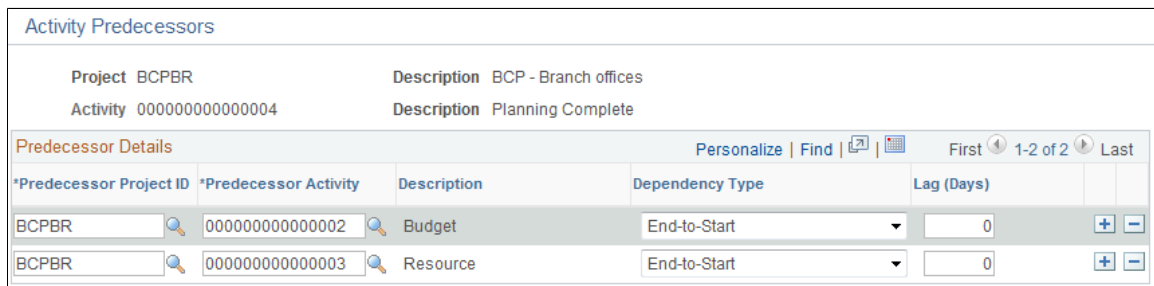 Activity Predecessors
Project BCPBR Description BCP - Branch offices
Activity 000000000000004 Description Planning Complete
Predecessor Details Personalize | Find | | First 1-2 of 2 Last
*Predecessor Project ID *Predecessor Activity Description Dependency Type Lag (Days)
BCPBR 000000000000002 Budget End-to-Start 0
BCPBR 000000000000003 Resource End-to-Start 0